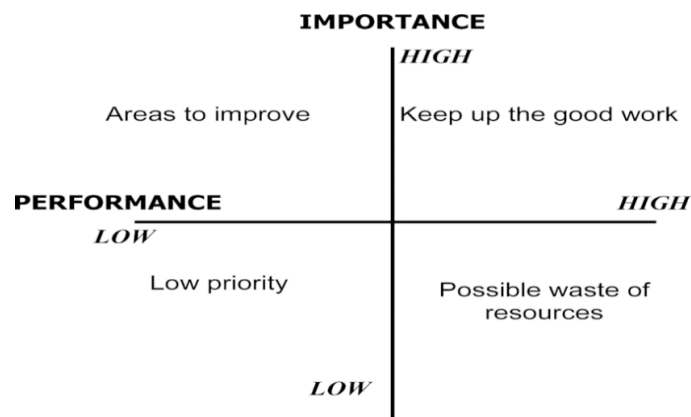 IMPORTANCE
HIGH
Areas to improve
Keep up the good work
PERFORMANCE
HIGH
LOW
Low priority
Possible waste of
resources
LOW